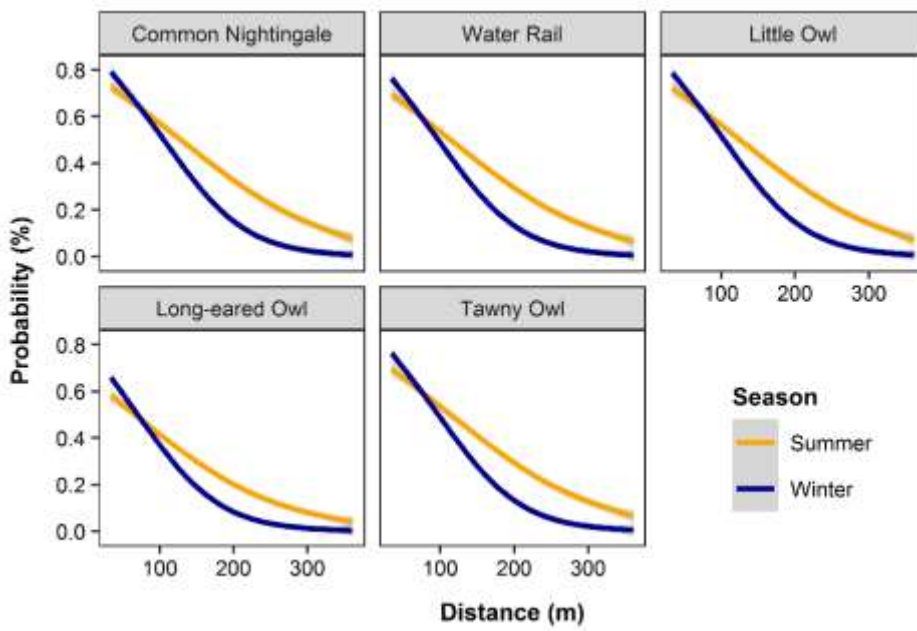 Common Nightingale
Water Rail
Little Owl
0.8
0.6
0.4
0.2
0.0
100 200 300
Long-eared Owl
Tawny Owl
0.8
0.6
0.4
0.2
0.0
100 200 300
100 200 300
Probability (%)
Distance (m)
Season
Summer
Winter